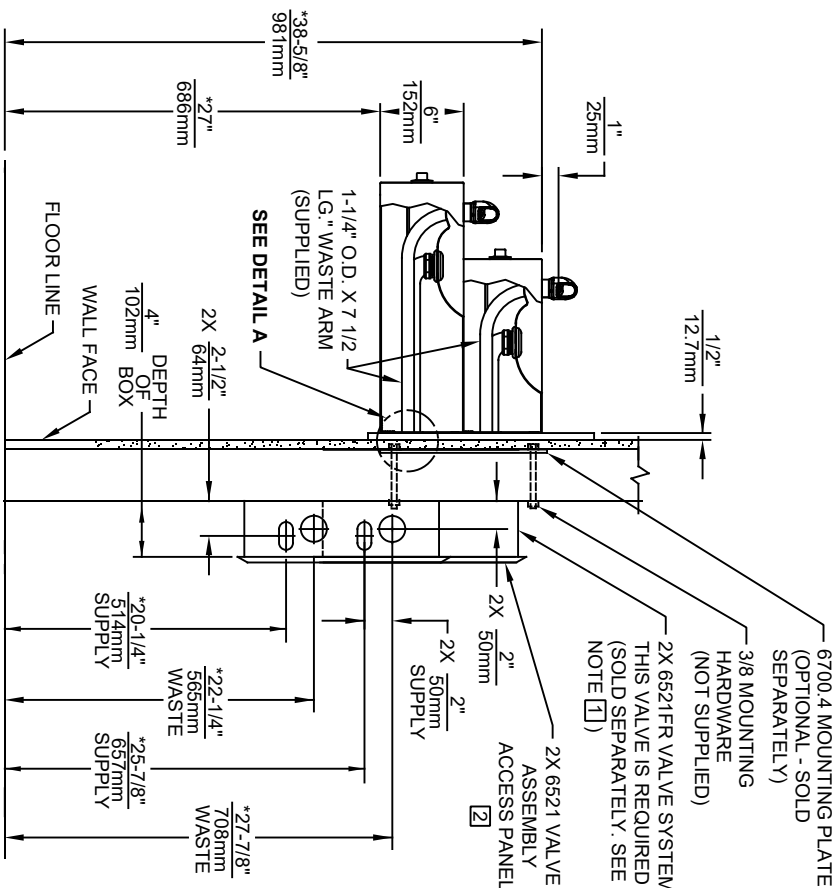 *38-5/8"
981mm
*27"
686mm
6"
152mm
1"
25mm
1-1/4" O.D. X 7 1/2
LG." WASTE ARM
(SUPPLIED)
SEE DETAIL A
1/2"
12.7mm
FLOOR LINE
WALL FACE
4"
102mm
DEPTH
OF
BOX
2X
2-1/2"
64mm
6700.4 MOUNTING PLATE
(OPTIONAL - SOLD
SEPARATELY)
3/8 MOUNTING
HARDWARE
(NOT SUPPLIED)
2X 6521FR VALVE SYSTEM
THIS VALVE IS REQUIRED
(SOLD SEPARATELY. SEE
NOTE 1)
2X
2"
50mm
2X 6521 VALVE
ASSEMBLY
ACCESS PANEL
2
2X
2"
50mm
SUPPLY
*20-1/4"
514mm
SUPPLY
*22-1/4"
565mm
WASTE
*25-7/8"
657mm
SUPPLY
*27-7/8"
708mm
WASTE